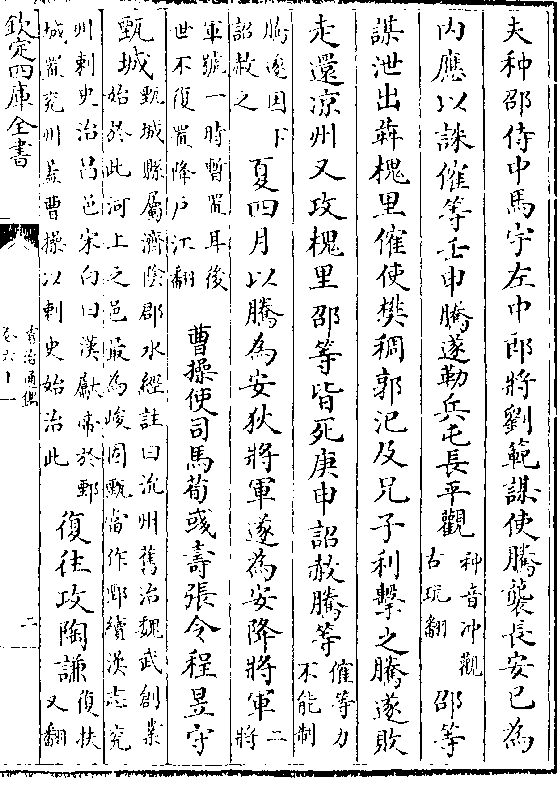 夫种邵侍中馬宇左中郎將劉範謀使騰襲長安已為
內應以誅傕等壬申騰遂勒兵屯長平觀种音冲觀古玩翻邵等
謀泄出奔槐里傕使樊稠郭汜及兄子利擊之騰遂敗
走還涼州又攻槐里邵等皆死庚申詔赦騰等傕等力不能制
騰遂因下詔赦之夏四月以騰為安狄將軍遂為安降將軍二將
軍號一時暫置耳後世不復置降戶江翻曹操使司馬荀彧壽張令程昱守
甄城甄城縣屬濟陰郡水經註曰沇州舊治魏武創業始於此河上之邑最為峻固甄當作鄄續漢志兖
州刺史治昌邑宋白曰漢獻帝於鄄城置兖州蓋曹操以刺史始治此復往攻陶謙復扶又翻
欽定四庫全書
資治通鑑
卷六十一
二